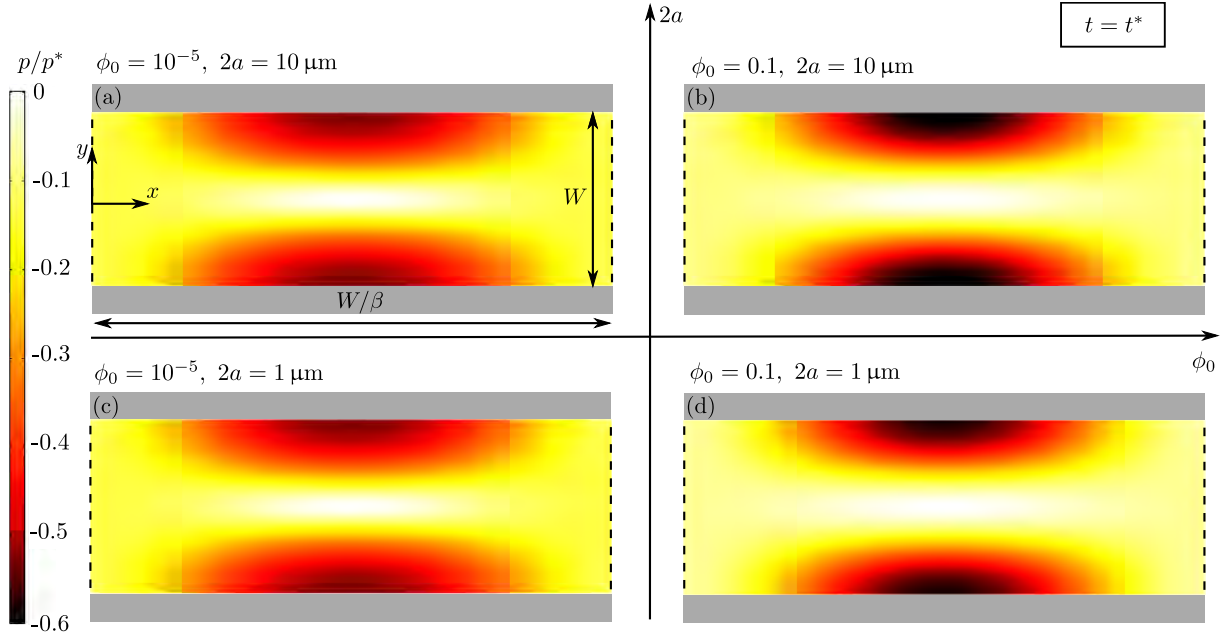 2a
t = t*
p/p*
ϕ₀ = 10⁻⁵, 2a = 10 μm
ϕ₀ = 0.1, 2a = 10 μm
0
-0.1
-0.2
-0.3
-0.4
-0.5
-0.6
(a)
y
x
W
W/β
(b)
ϕ₀
ϕ₀ = 10⁻⁵, 2a = 1 μm
ϕ₀ = 0.1, 2a = 1 μm
(c)
(d)